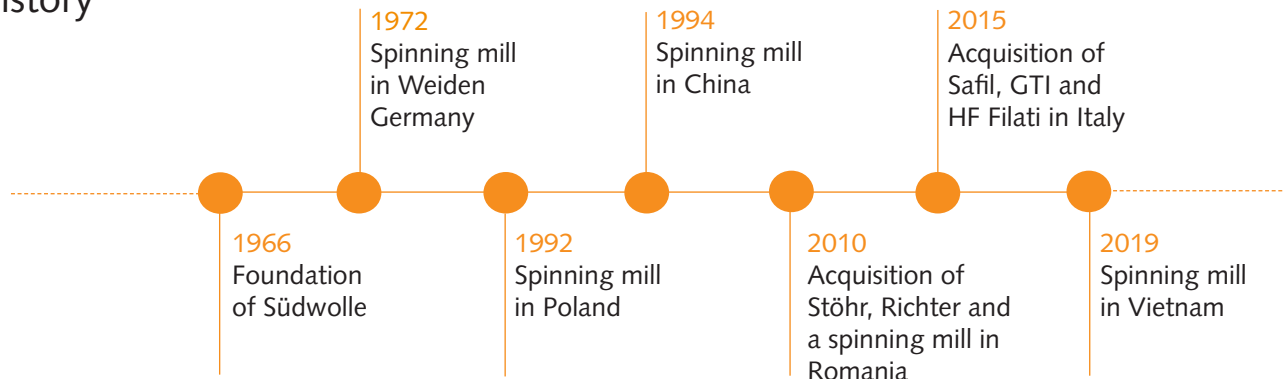 istory
1972
Spinning mill
in Weiden
Germany
1994
Spinning mill
in China
2015
Acquisition of
Safil, GTI and
HF Filati in Italy
1966
Foundation
of Südwolle
1992
Spinning mill
in Poland
2010
Acquisition of
Stöhr, Richter and
a spinning mill in
Romania
2019
Spinning mill
in Vietnam